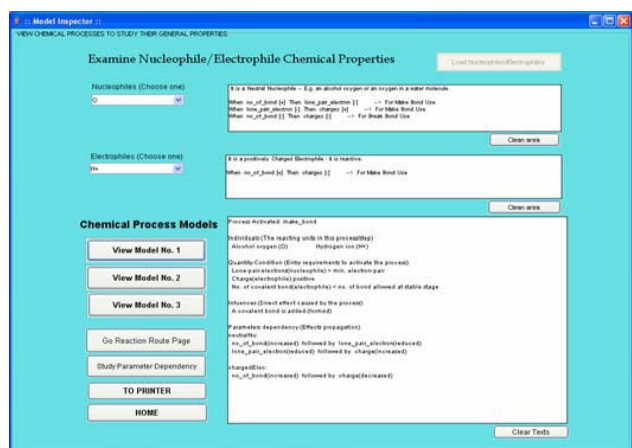 :: Model Inspector ::
VIEW CHEMICAL PROCESSES TO STUDY THEIR GENERAL PROPERTIES
Examine Nucleophile/Electrophile Chemical Properties
Load Nucleophiles/Electrophiles
Nucleophiles (Choose one)
O
It is a Neutral Nucleophile -- E.g. an alcohol oxygen or an oxygen in a water molecule.
When no_of_bond [+] Then lone_pair_electron [-] --> For Make Bond Use
When lone_pair_electron [-] Then charges [+] --> For Make Bond Use
When no_of_bond [-] Then charges [-] --> For Break Bond Use
Clean area
Electrophiles (Choose one)
H+
It is a positively Charged Electrophile - it is reactive.
When no_of_bond [+] Then charges [-] --> For Make Bond Use
Clean area
Chemical Process Models
View Model No. 1
View Model No. 2
View Model No. 3
Go Reaction Route Page
Study Parameter Dependency
TO PRINTER
HOME
Process Activated: make_bond
Individuals (The reacting units in this process/step)
Alcohol oxygen (O) Hydrogen ion (H+)
Quantity-Condition (Entry requirements to activate the process)
Lone-pair-electrons(nucleophile) > min. electron-pair
Charge(electrophile) positive
No. of covalent bond(electrophile) < no. of bond allowed at stable stage
Influences (Direct effect caused by the process)
A covalent bond is added (formed)
Parameters dependency (Effects propagation)
neutralNu:
no_of_bond(increased) followed by lone_pair_electron(reduced)
lone_pair_electron(reduced) followed by charge(increased)
chargedElec:
no_of_bond(increased) followed by charge(decreased)
Clear Texts